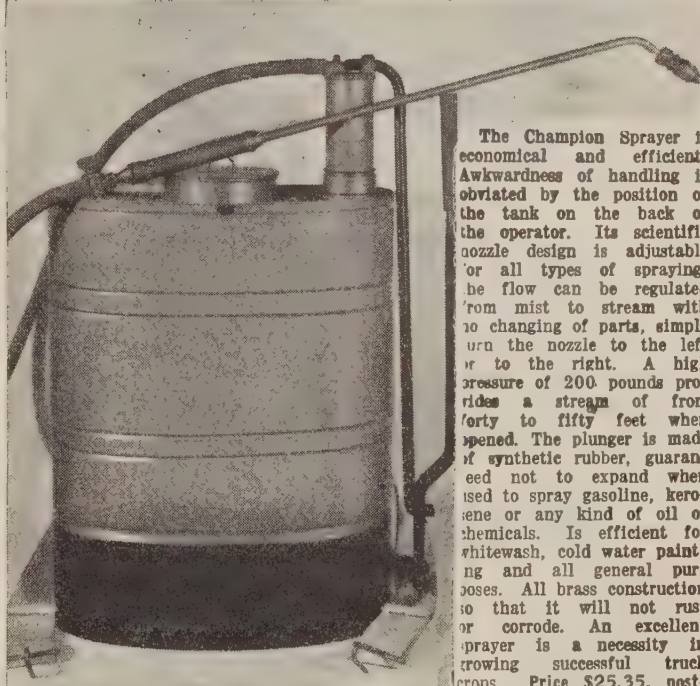 The Champion Sprayer i
economical and efficient
Awkwardness of handling i
obviated by the position o
the tank on the back o
the operator. Its scientifi
nozzle design is adjustabl
or all types of spraying
he flow can be regulate
rom mist to stream wit
no changing of parts, simpl
urn the nozzle to the lef
r to the right. A hig
pressure of 200 pounds pro
vides a stream of from
forty to fifty feet when
opened. The plunger is mad
of synthetic rubber, guaran
eed not to expand when
used to spray gasoline, kero
sene or any kind of oil o
chemicals. Is efficient fo
whitewash, cold water paint
ng and all general pur
poses. All brass construction
so that it will not rus
or corrode. An excellen
sprayer is a necessity in
growing successful truck
crops. Price $25.35, post